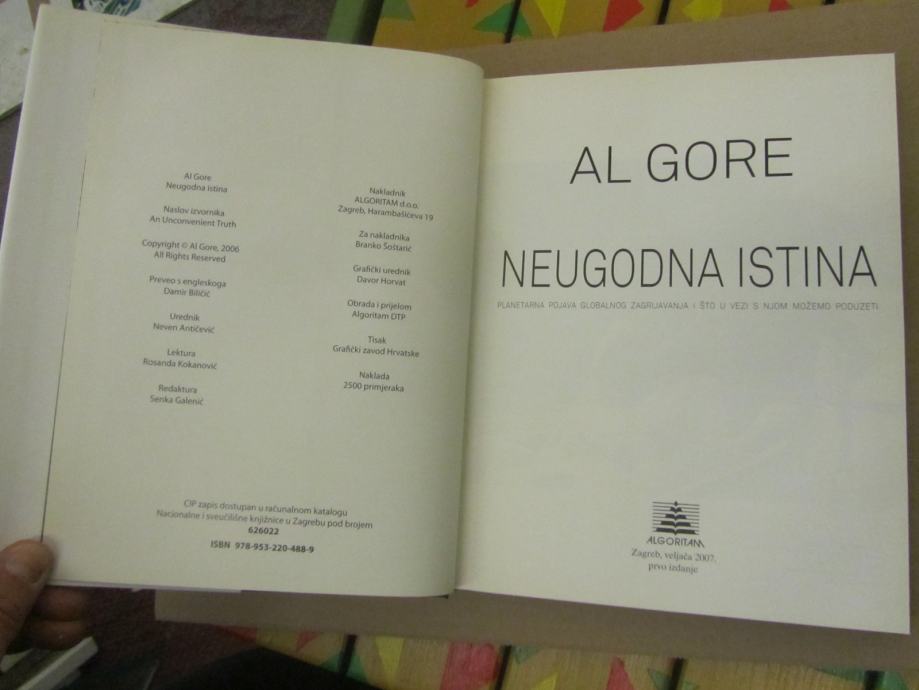 Al Gore
Neugodna istina
Naslov izvornika
An Unconvenient Truth
Copyright © Al Gore, 2006
All Rights Reserved
Preveo s engleskoga
Damir Biličić
Urednik
Neven Antičević
Lektura
Rosanda Kokanović
Redaktura
Senka Galenić
Nakladnik
ALGORITAM d.o.o.
Zagreb, Harambašićeva 19
Za nakladnika
Branko Šoštarić
Grafički urednik
Davor Horvat
Obrada i prijelom
Algoritam DTP
Tisak
Grafički zavod Hrvatske
Naklada
2500 primjeraka
CIP zapis dostupan u računalnom katalogu
Nacionalne i sveučilišne knjižnice u Zagrebu pod brojem
626022
ISBN 978-953-220-488-9
AL GORE
NEUGODNA ISTINA
PLANETARNA POJAVA GLOBALNOG ZAGRIJAVANJA I ŠTO U VEZI S NJOM MOŽEMO PODUZETI
ALGORITAM
Zagreb, veljača 2007.
prvo izdanje